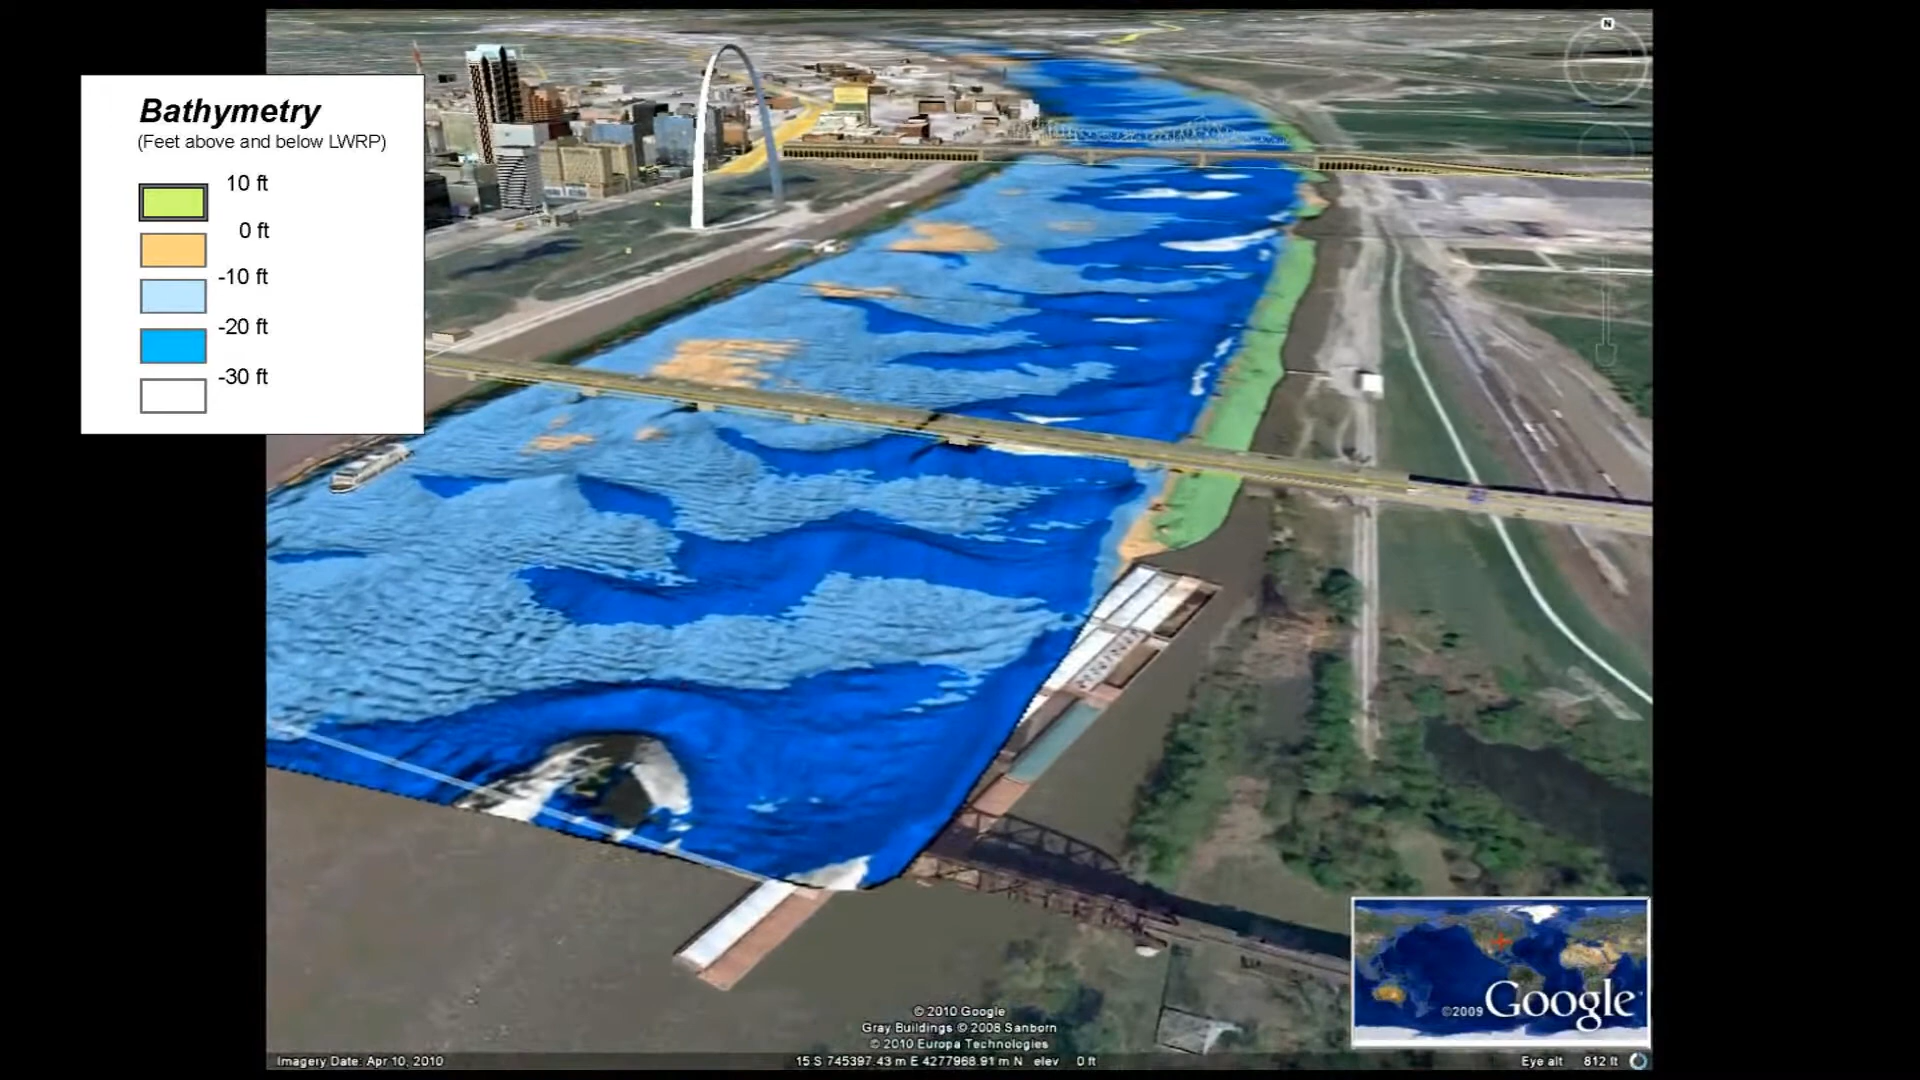 Bathymetry
(Feet above and below LWRP)
10 ft
0 ft
-10 ft
-20 ft
-30 ft
N
© 2010 Google
Gray Buildings © 2008 Sanborn
© 2010 Europa Technologies
©2009 Google
Imagery Date: Apr 10, 2010
15 S 745397.43 m E 4277968.91 m N elev 0 ft
Eye alt 812 ft